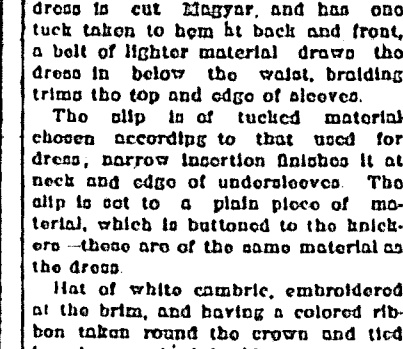 dress is cut Magyar, and has one
tuck taken to hem at back and front,
a belt of lighter material draws the
dress in below the waist, braiding
trims the top and edge of sleeves.
The slip is of tucked material
chosen according to that used for
dress, narrow insertion finishes it at
neck and edge of undersleeves. The
slip is set to a plain piece of ma-
terial, which is buttoned to the knick-
ers—these are of the same material as
the dress.
Hat of white cambric, embroidered
at the brim, and having a colored rib-
bon taken round the crown and tied